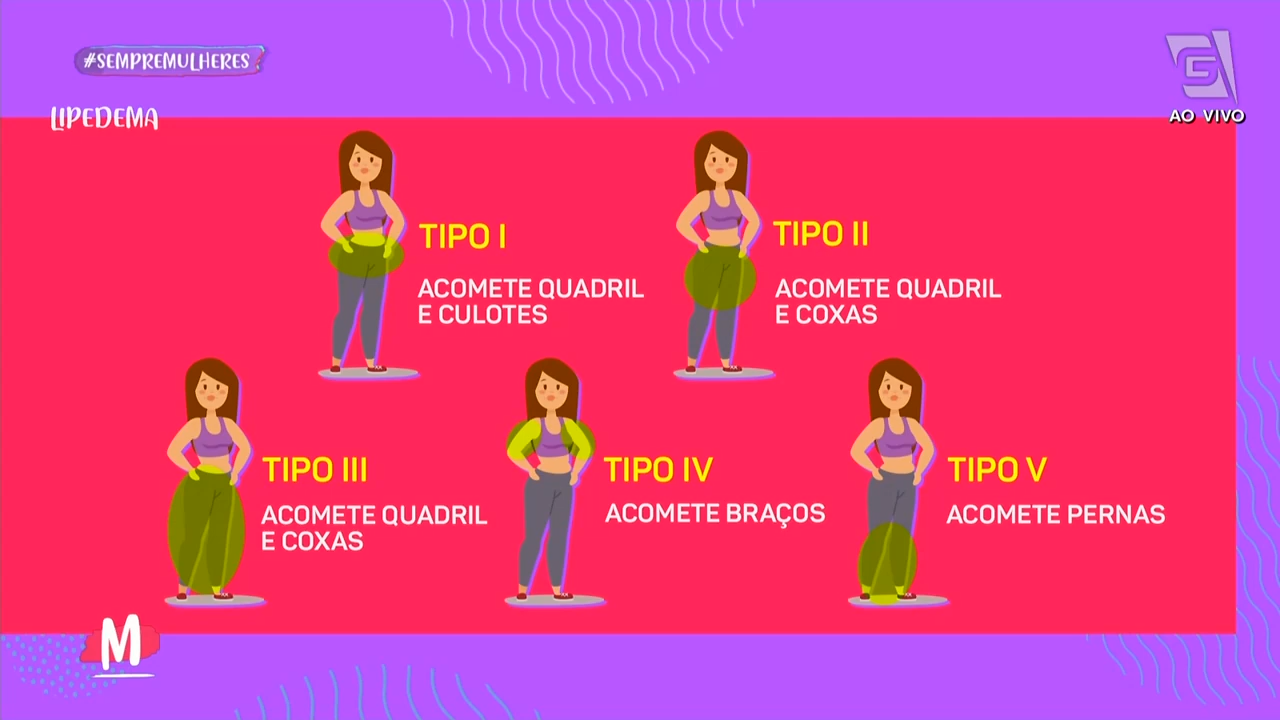 #SEMPREMULHERES
LIPEDEMA
AO VIVO
TIPO I
ACOMETE QUADRIL
E CULOTES
TIPO II
ACOMETE QUADRIL
E COXAS
TIPO III
ACOMETE QUADRIL
E COXAS
TIPO IV
ACOMETE BRAÇOS
TIPO V
ACOMETE PERNAS
M